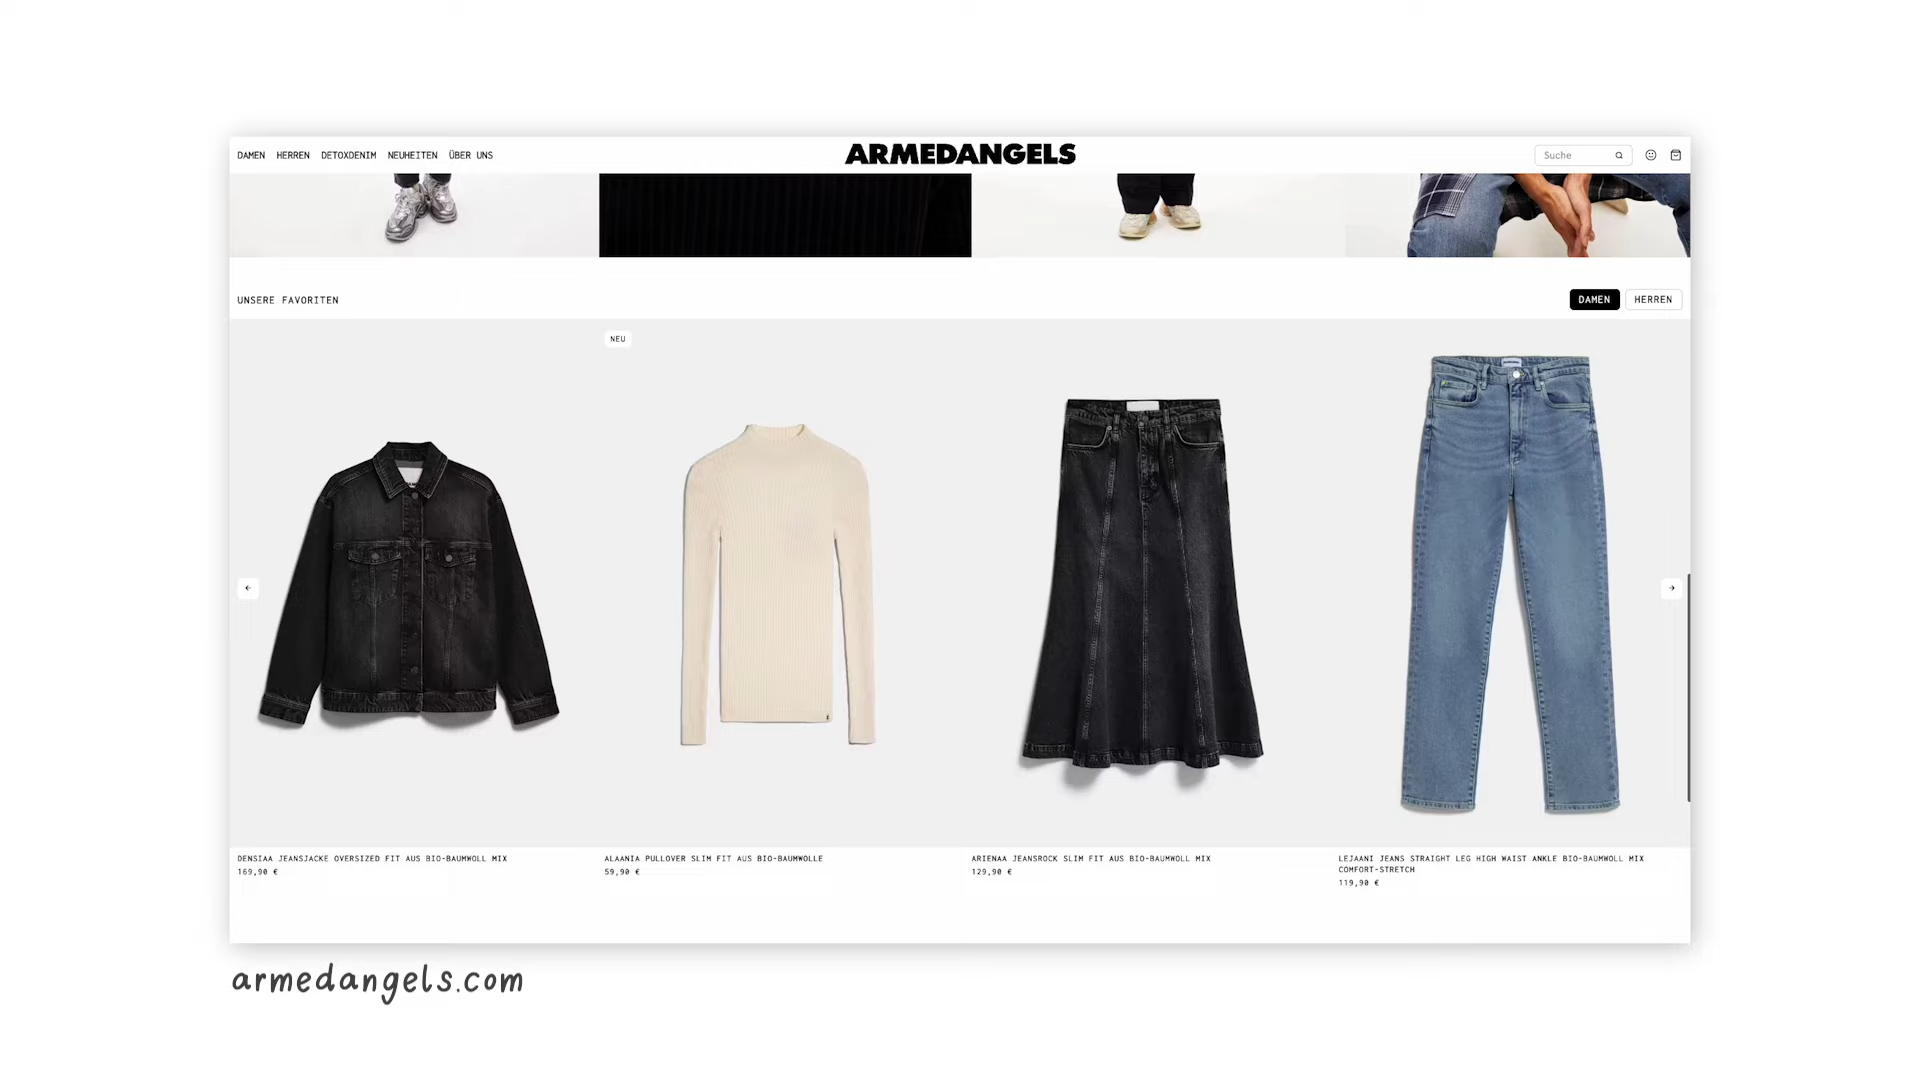 DAMEN HERREN DETOXDENIM NEUHEITEN ÜBER UNS
ARMEDANGELS
Suche
UNSERE FAVORITEN
DAMEN
HERREN
NEU
DENSIAA JEANSJACKE OVERSIZED FIT AUS BIO-BAUMWOLL MIX
169,90 €
ALAANIA PULLOVER SLIM FIT AUS BIO-BAUMWOLLE
59,90 €
ARIENAA JEANSROCK SLIM FIT AUS BIO-BAUMWOLL MIX
129,90 €
LEJAANI JEANS STRAIGHT LEG HIGH WAIST ANKLE BIO-BAUMWOLL MIX
COMFORT-STRETCH
119,90 €
armedangels.com